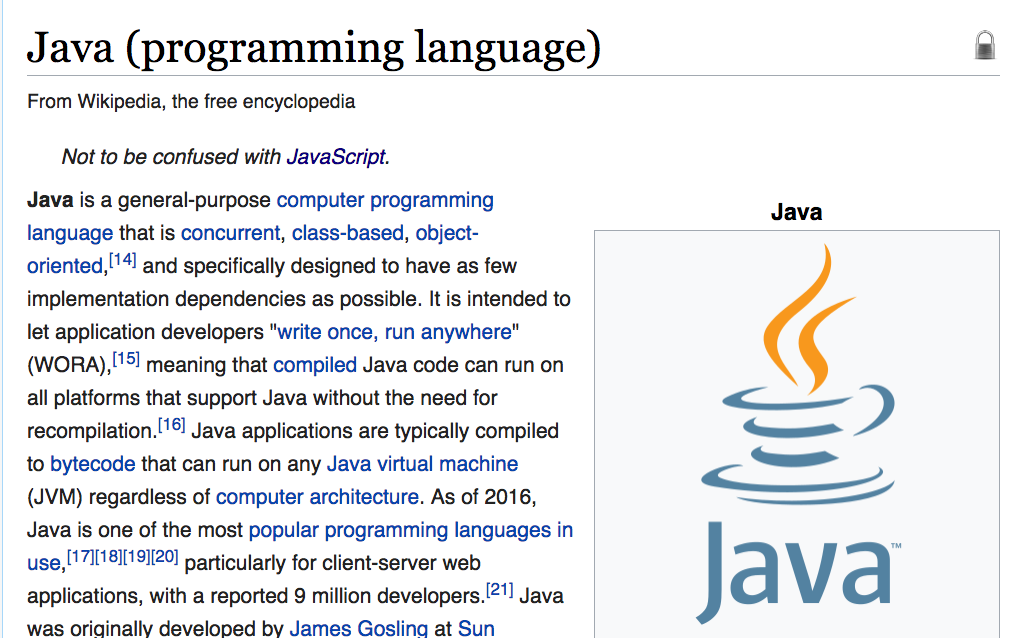 Java (programming language)
From Wikipedia, the free encyclopedia
Not to be confused with JavaScript.
Java is a general-purpose computer programming
language that is concurrent, class-based, object-
oriented,[14] and specifically designed to have as few
implementation dependencies as possible. It is intended to
let application developers "write once, run anywhere"
(WORA),[15] meaning that compiled Java code can run on
all platforms that support Java without the need for
recompilation.[16] Java applications are typically compiled
to bytecode that can run on any Java virtual machine
(JVM) regardless of computer architecture. As of 2016,
Java is one of the most popular programming languages in
use,[17][18][19][20] particularly for client-server web
applications, with a reported 9 million developers.[21] Java
was originally developed by James Gosling at Sun
Java
Java™